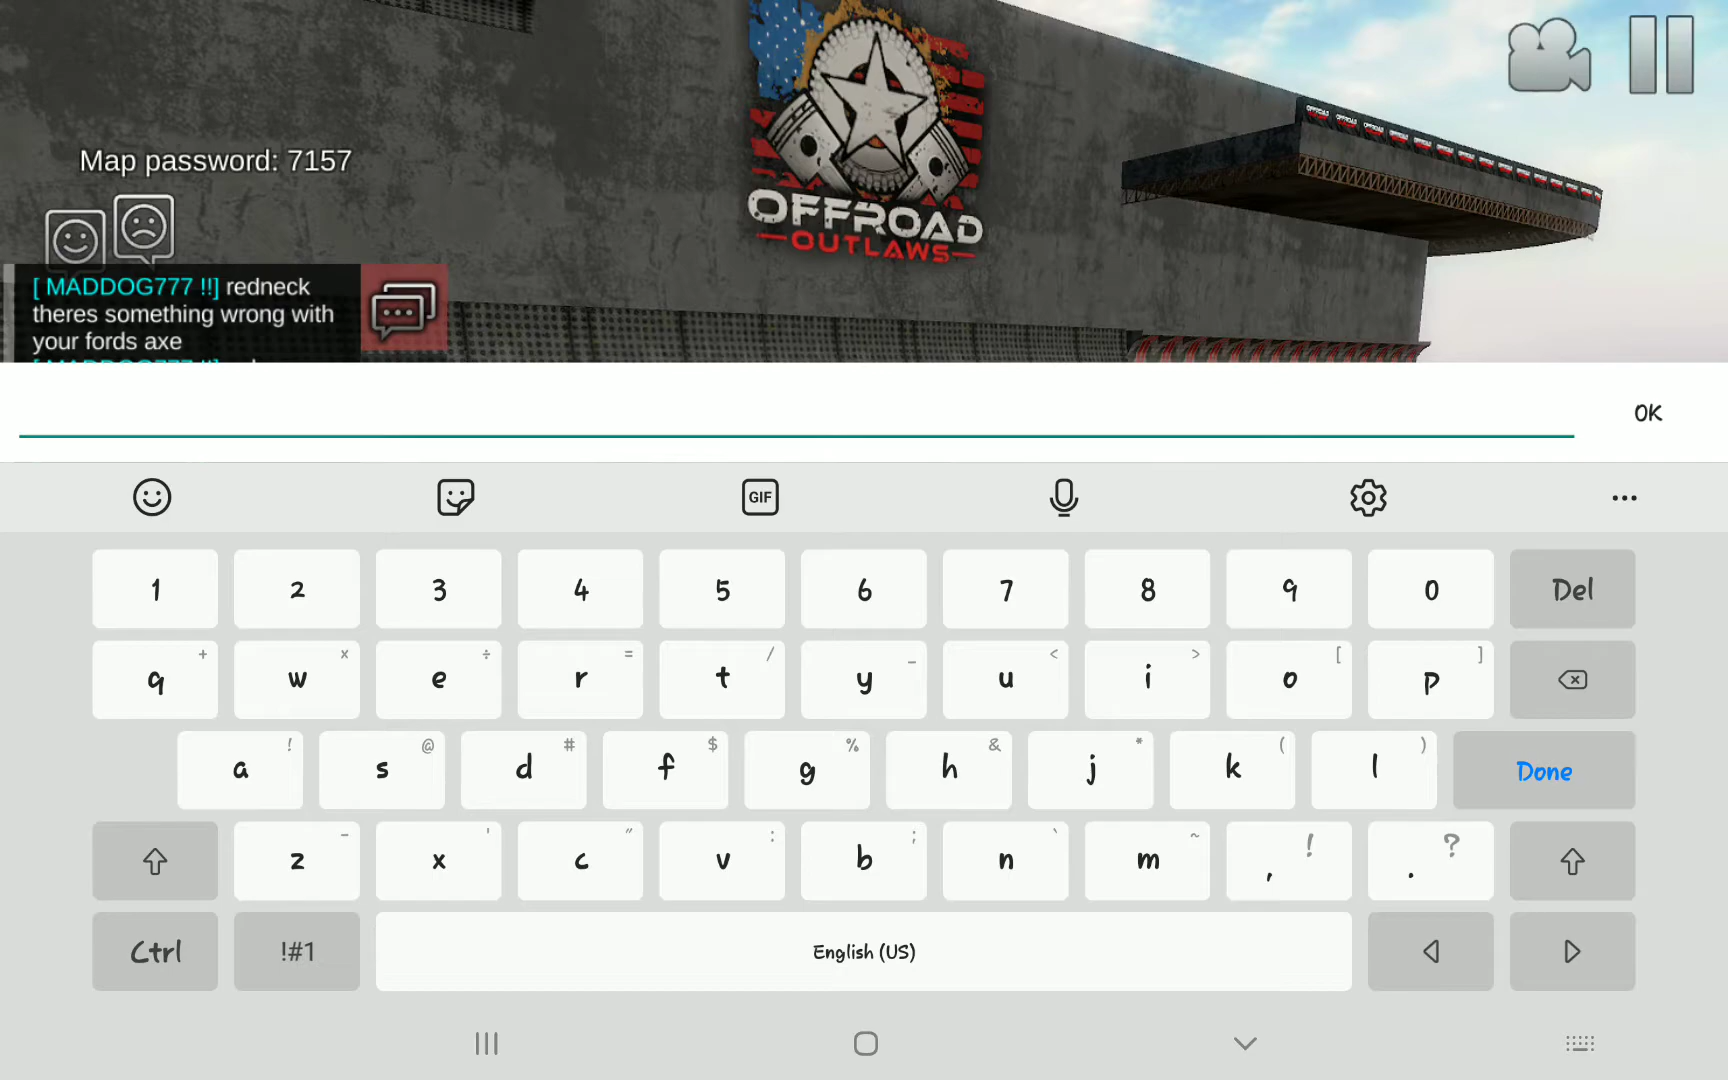 OFFROAD
OUTLAWS
Map password: 7157
[ MADDOG777 !!] redneck
theres something wrong with
your fords axe
OK
GIF
1 2 3 4 5 6 7 8 9 0 Del
+ x ÷ = / _ < > [ ]
q w e r t y u i o p
! @ # $ % & * ( )
a s d f g h j k l Done
- ' " : ; ` ~ ! ?
z x c v b n m , .
Ctrl !#1 English (US)